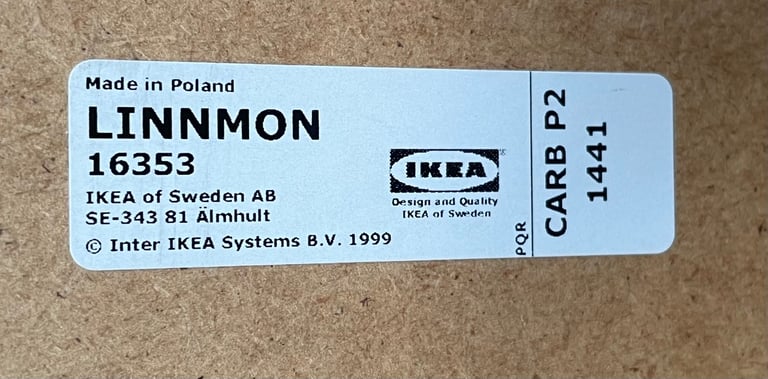 Made in Poland
LINNMON
16353
IKEA of Sweden AB
SE-343 81 Älmhult
© Inter IKEA Systems B.V. 1999
IKEA
Design and Quality
IKEA of Sweden
PQR
CARB P2
1441